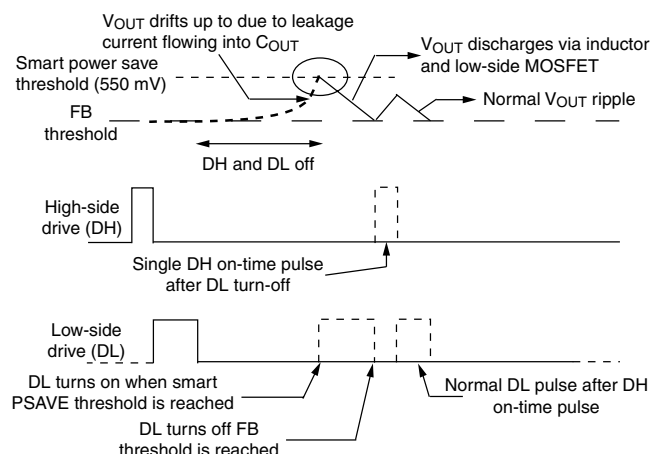 VOUT drifts up to due to leakage
current flowing into COUT
Smart power save
threshold (550 mV)
VOUT discharges via inductor
and low-side MOSFET
FB
threshold
Normal VOUT ripple
DH and DL off
High-side
drive (DH)
Single DH on-time pulse
after DL turn-off
Low-side
drive (DL)
DL turns on when smart
PSAVE threshold is reached
Normal DL pulse after DH
on-time pulse
DL turns off FB
threshold is reached